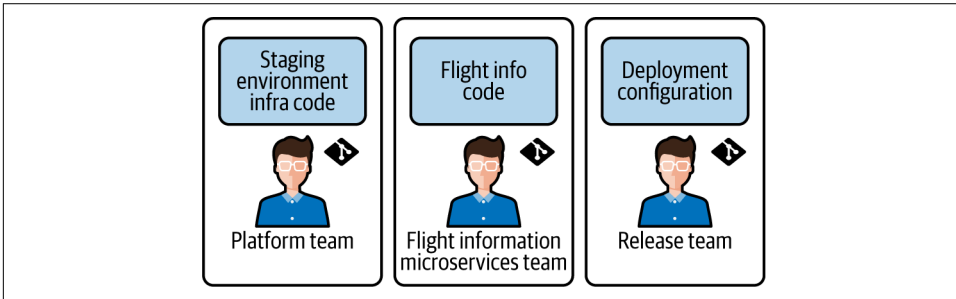 Staging
environment
infra code
Platform team
Flight info
code
Flight information
microservices team
Deployment
configuration
Release team